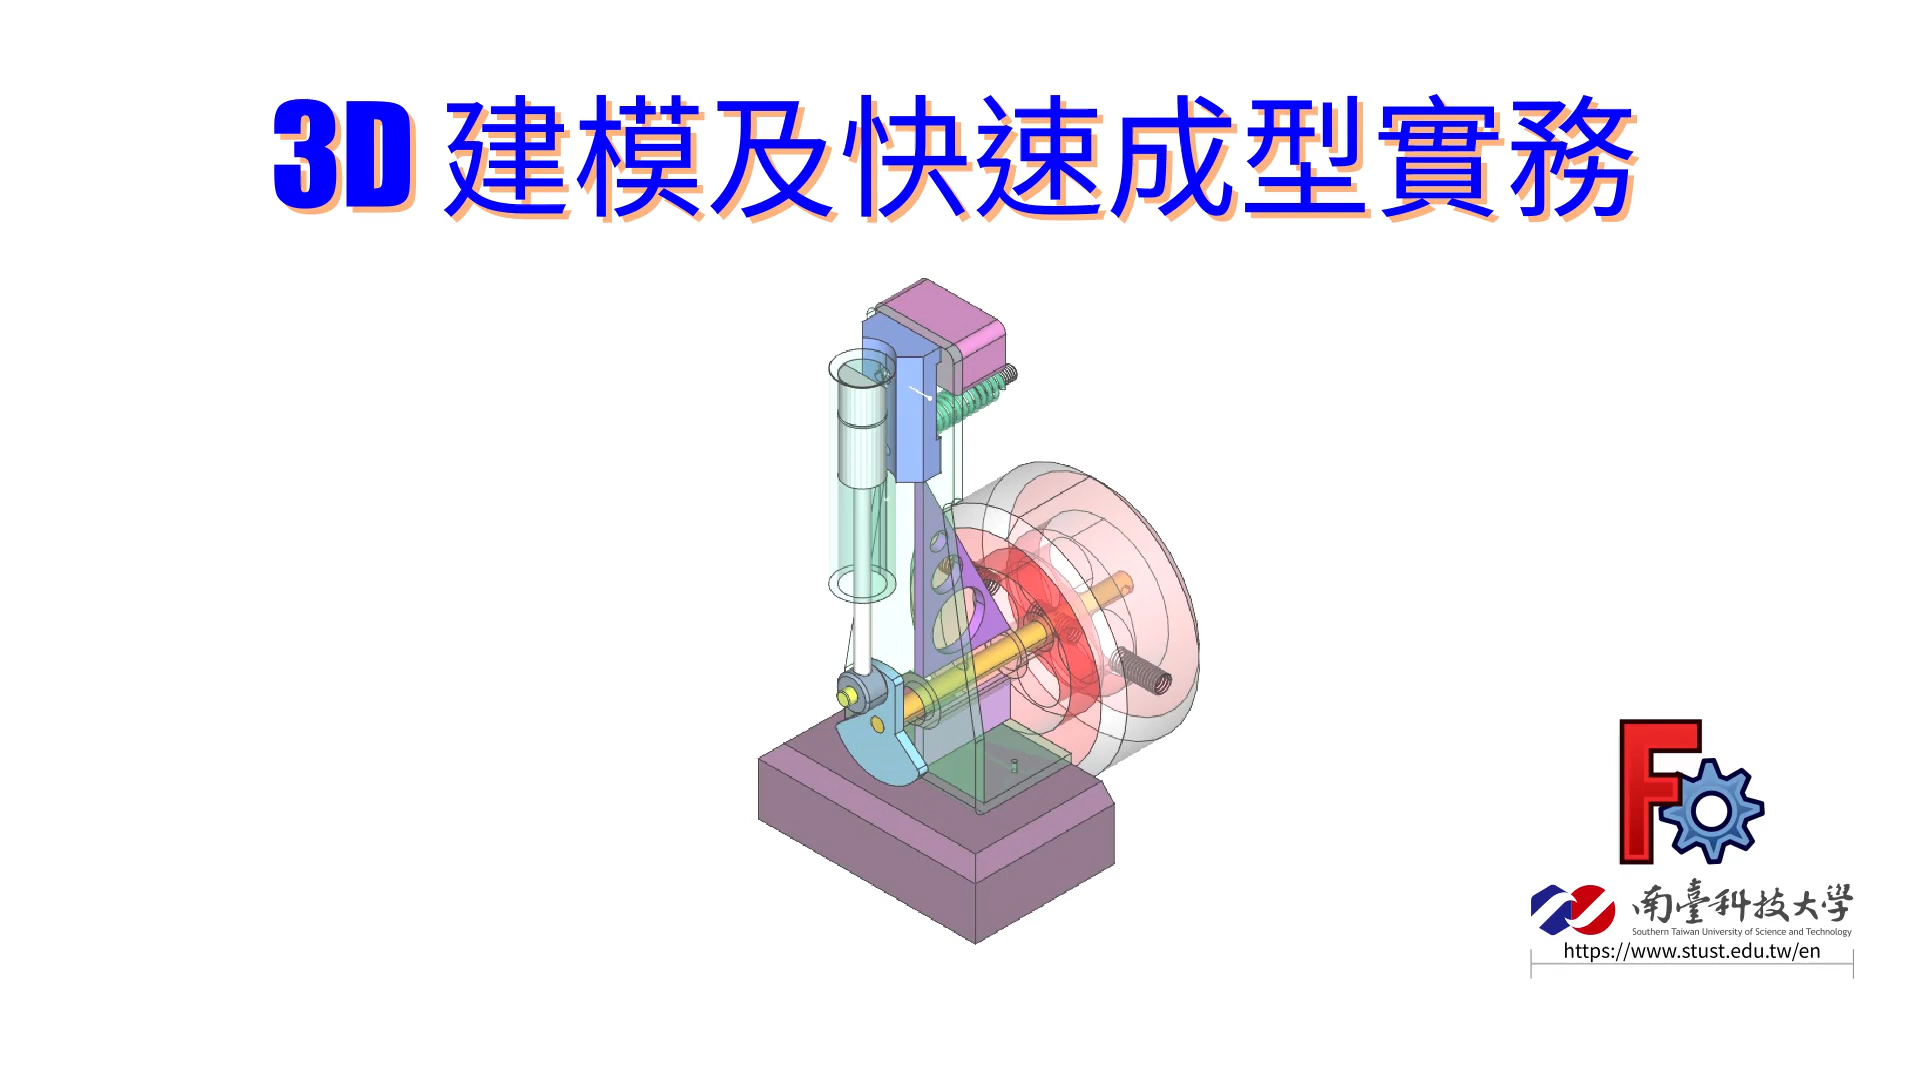 3D 建模及快速成型實務
南臺科技大學
Southern Taiwan University of Science and Technology
https://www.stust.edu.tw/en